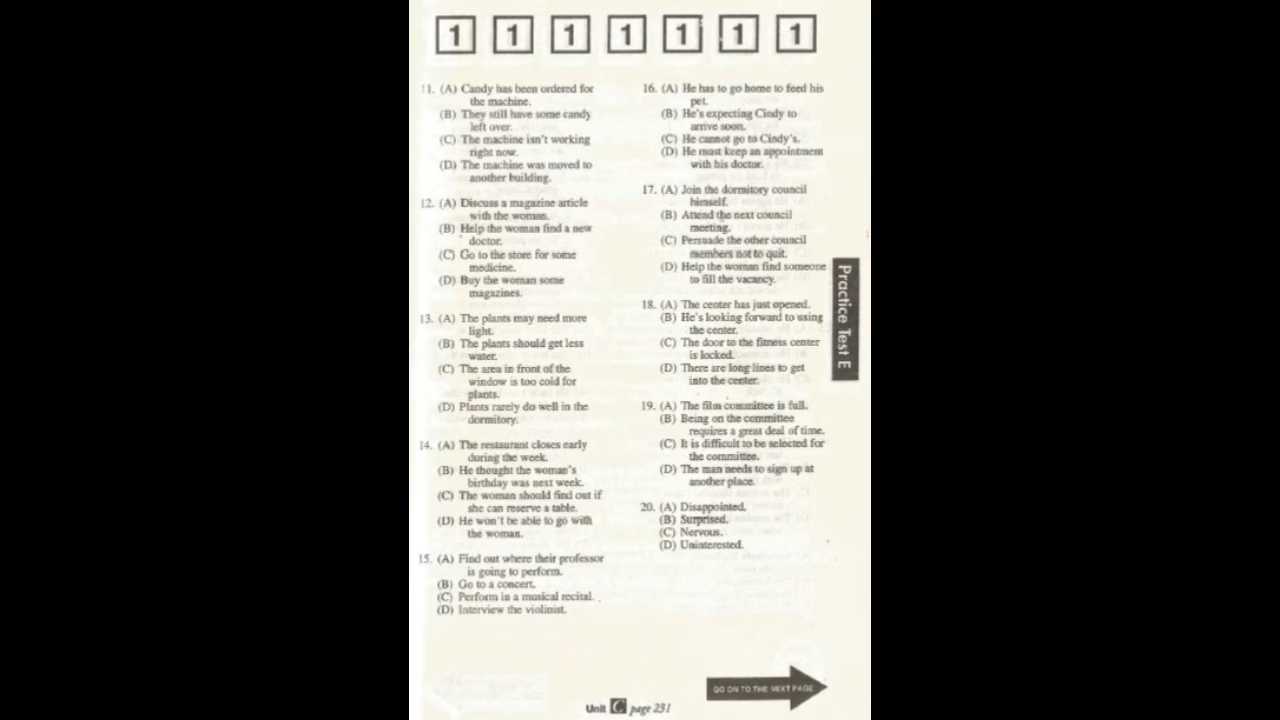 1 1 1 1 1 1 1
11. (A) Candy has been ordered for
the machine.
(B) They still have some candy
left over.
(C) The machine isn't working
right now.
(D) The machine was moved to
another building.
12. (A) Discuss a magazine article
with the woman.
(B) Help the woman find a new
doctor.
(C) Go to the store for some
medicine.
(D) Buy the woman some
magazines.
13. (A) The plants may need more
light.
(B) The plants should get less
water.
(C) The area in front of the
window is too cold for
plants.
(D) Plants rarely do well in the
dormitory.
14. (A) The restaurant closes early
during the week.
(B) He thought the woman's
birthday was next week.
(C) The woman should find out if
she can reserve a table.
(D) He won't be able to go with
the woman.
15. (A) Find out where their professor
is going to perform.
(B) Go to a concert.
(C) Perform in a musical recital.
(D) Interview the violinist.
16. (A) He has to go home to feed his
pet.
(B) He's expecting Cindy to
arrive soon.
(C) He cannot go to Cindy's.
(D) He must keep an appointment
with his doctor.
17. (A) Join the dormitory council
himself.
(B) Attend the next council
meeting.
(C) Persuade the other council
members not to quit.
(D) Help the woman find someone
to fill the vacancy.
18. (A) The center has just opened.
(B) He's looking forward to using
the center.
(C) The door to the fitness center
is locked.
(D) There are long lines to get
into the center.
19. (A) The film committee is full.
(B) Being on the committee
requires a great deal of time.
(C) It is difficult to be selected for
the committee.
(D) The man needs to sign up at
another place.
20. (A) Disappointed.
(B) Surprised.
(C) Nervous.
(D) Uninterested.
Practice Test E
GO ON TO THE NEXT PAGE
Unit C page 231